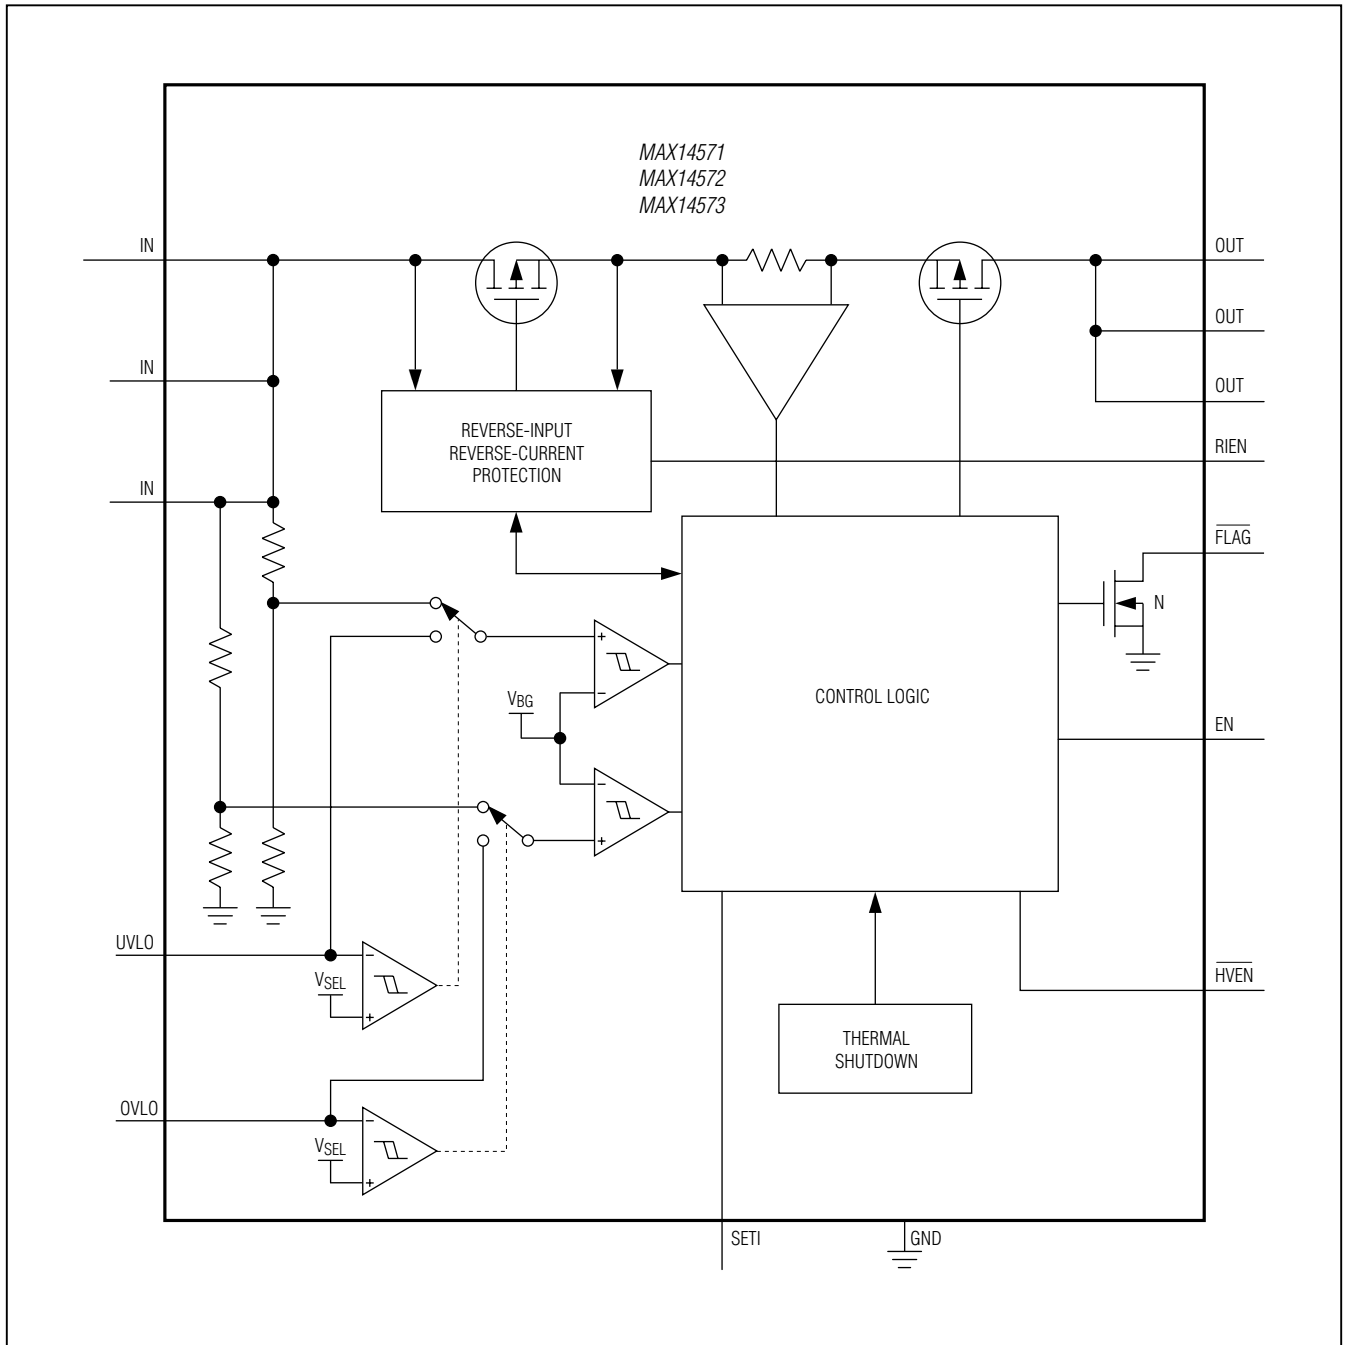 MAX14571
MAX14572
MAX14573
IN
OUT
OUT
IN
OUT
REVERSE-INPUT
REVERSE-CURRENT
PROTECTION
RIEN
IN
FLAG
N
+
VBG
−
CONTROL LOGIC
EN
−
+
UVLO
−
VSEL
+
HVEN
THERMAL
SHUTDOWN
OVLO
−
VSEL
+
SETI
GND